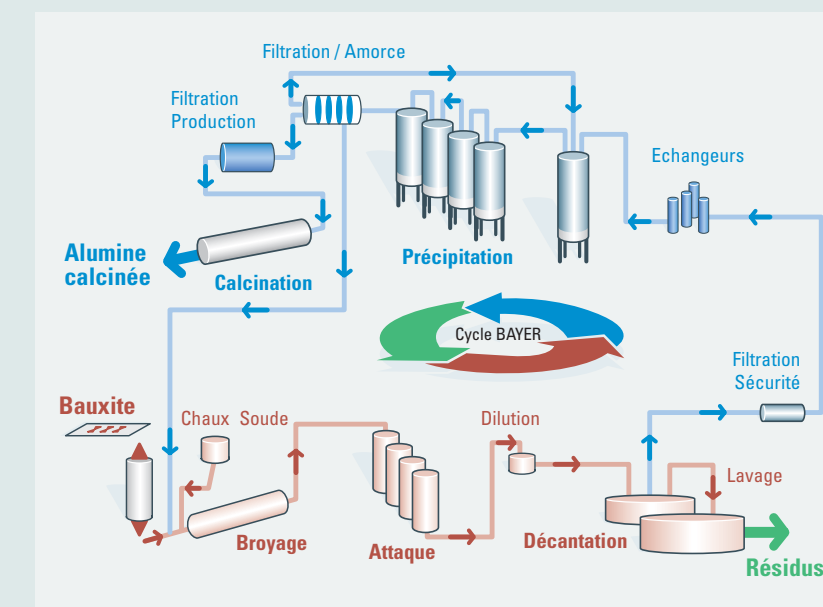 Filtration / Amorce
Filtration
Production
Echangeurs
Alumine
calcinée
Calcination
Précipitation
Cycle BAYER
Filtration
Sécurité
Bauxite
Chaux Soude
Dilution
Lavage
Broyage
Attaque
Décantation
Résidus